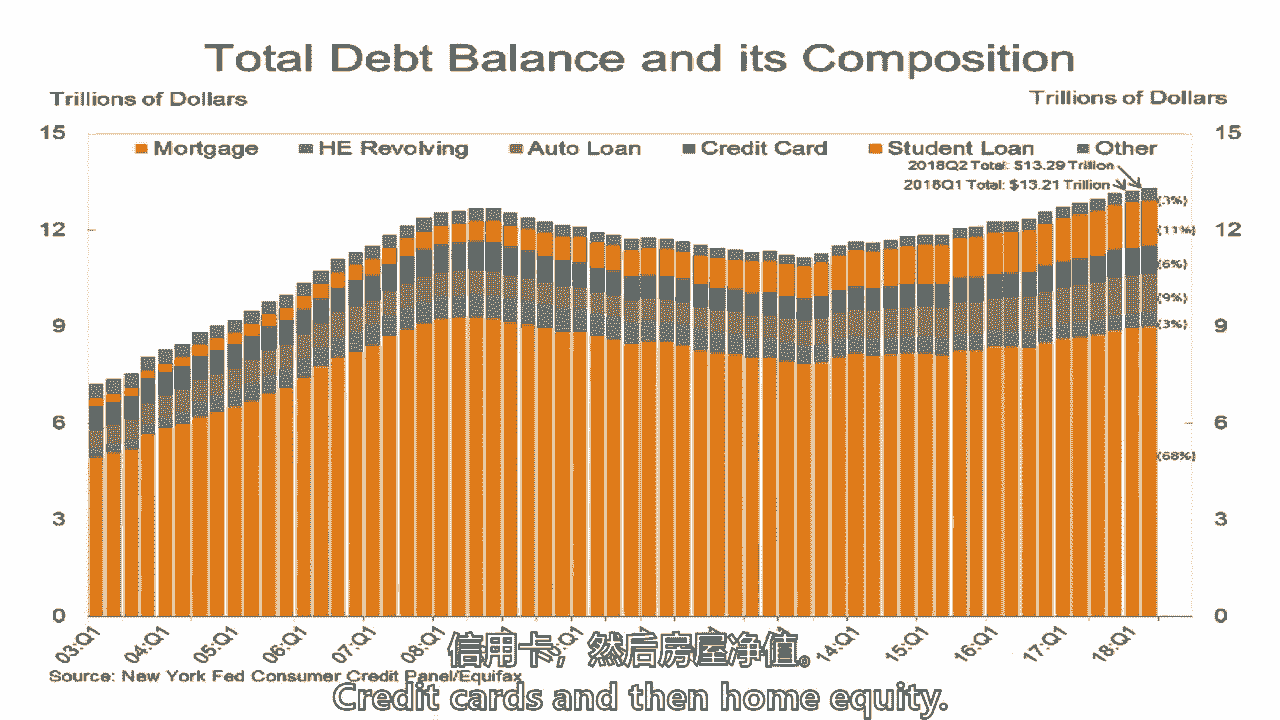 Total Debt Balance and its Composition
Trillions of Dollars Trillions of Dollars
15 15
Mortgage HE Revolving Auto Loan Credit Card Student Loan Other
2018Q2 Total: $13.29 Trillion
2018Q1 Total: $13.21 Trillion
(3%)
12 (11%) 12
(6%)
(9%)
9 (3%) 9
6 6
(68%)
3 3
0 0
03:Q1 04:Q1 05:Q1 06:Q1 07:Q1 08:Q1 10:Q1 14:Q1 15:Q1 16:Q1 17:Q1 18:Q1
信用卡，然后房屋净值。
Source: New York Fed Consumer Credit Panel/Equifax
Credit cards and then home equity.